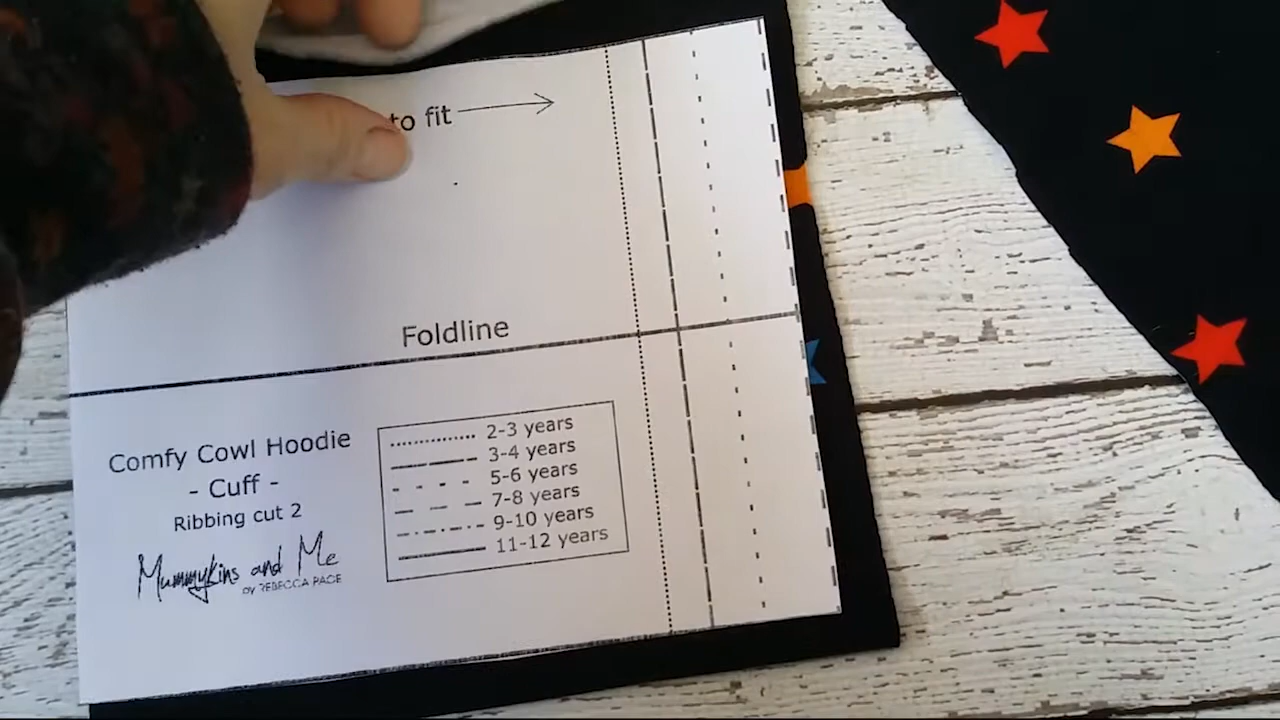 to fit
Foldline
Comfy Cowl Hoodie
- Cuff -
Ribbing cut 2
Mummykins and Me
by REBECCA PAGE
2-3 years
3-4 years
5-6 years
7-8 years
9-10 years
11-12 years